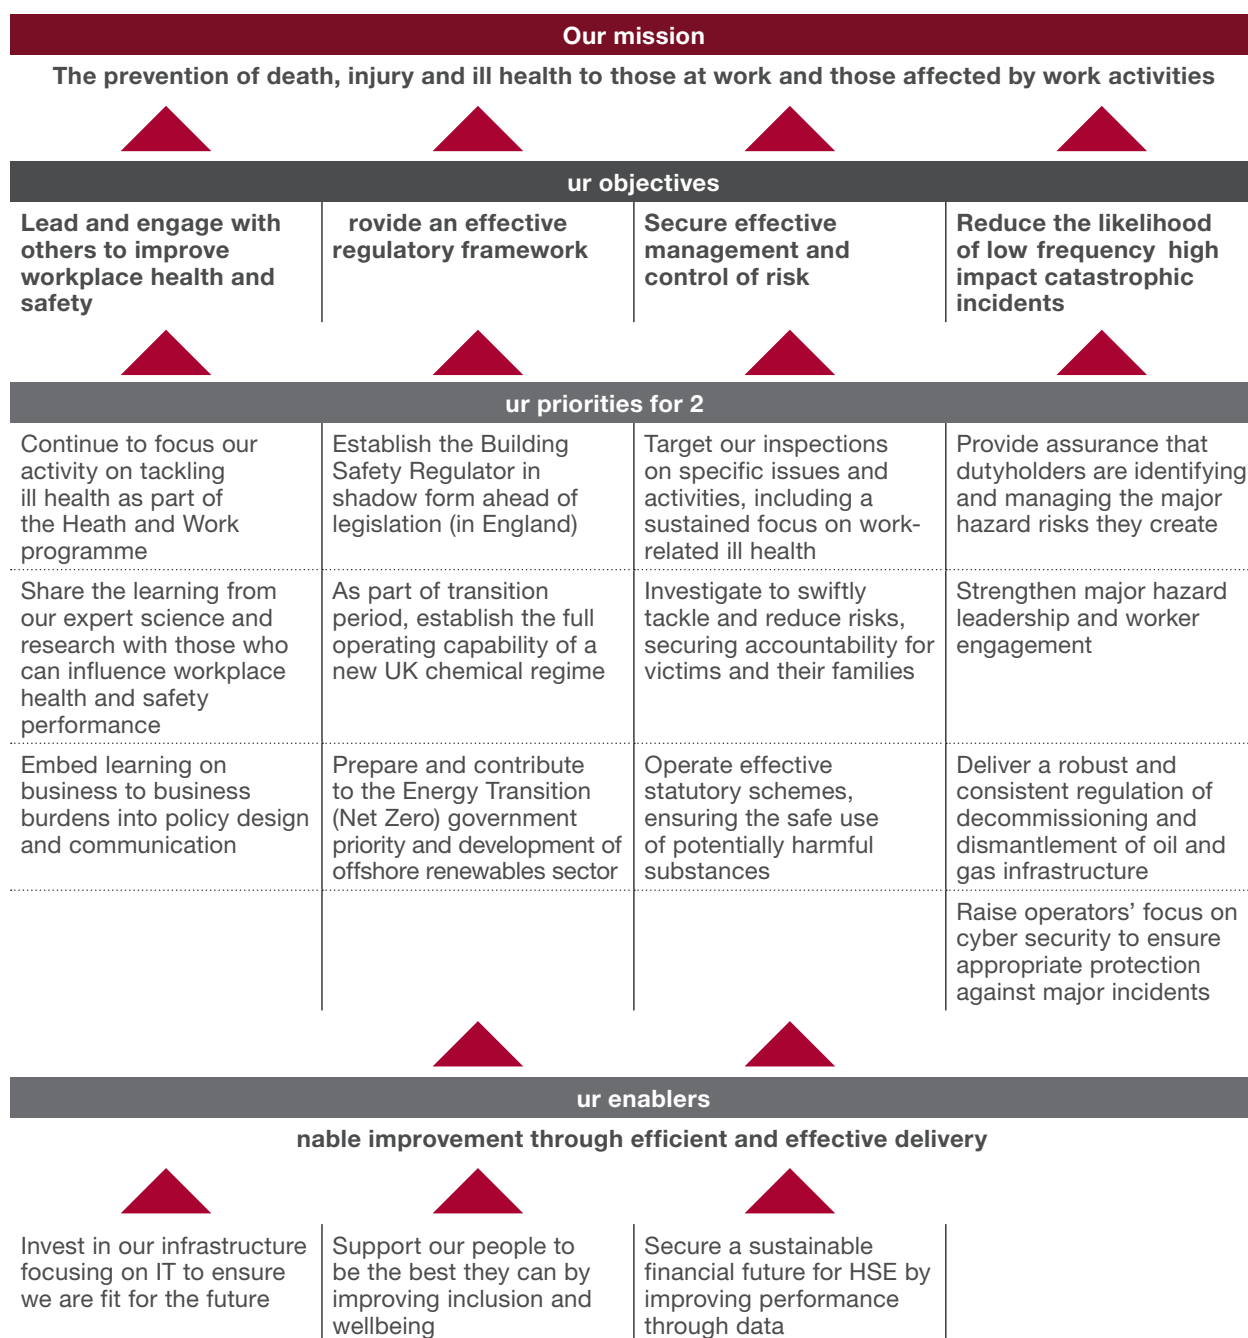 Our mission
The prevention of death, injury and ill health to those at work and those affected by work activities
ur objectives
Lead and engage with
others to improve
workplace health and
safety
rovide an effective
regulatory framework
Secure effective
management and
control of risk
Reduce the likelihood
of low frequency high
impact catastrophic
incidents
ur priorities for 2
Continue to focus our
activity on tackling
ill health as part of
the Heath and Work
programme
Establish the Building
Safety Regulator in
shadow form ahead of
legislation (in England)
Target our inspections
on specific issues and
activities, including a
sustained focus on work-
related ill health
Provide assurance that
dutyholders are identifying
and managing the major
hazard risks they create
Share the learning from
our expert science and
research with those who
can influence workplace
health and safety
performance
As part of transition
period, establish the full
operating capability of a
new UK chemical regime
Investigate to swiftly
tackle and reduce risks,
securing accountability for
victims and their families
Strengthen major hazard
leadership and worker
engagement
Embed learning on
business to business
burdens into policy design
and communication
Prepare and contribute
to the Energy Transition
(Net Zero) government
priority and development of
offshore renewables sector
Operate effective
statutory schemes,
ensuring the safe use
of potentially harmful
substances
Deliver a robust and
consistent regulation of
decommissioning and
dismantlement of oil and
gas infrastructure
Raise operators’ focus on
cyber security to ensure
appropriate protection
against major incidents
ur enablers
nable improvement through efficient and effective delivery
Invest in our infrastructure
focusing on IT to ensure
we are fit for the future
Support our people to
be the best they can by
improving inclusion and
wellbeing
Secure a sustainable
financial future for HSE by
improving performance
through data